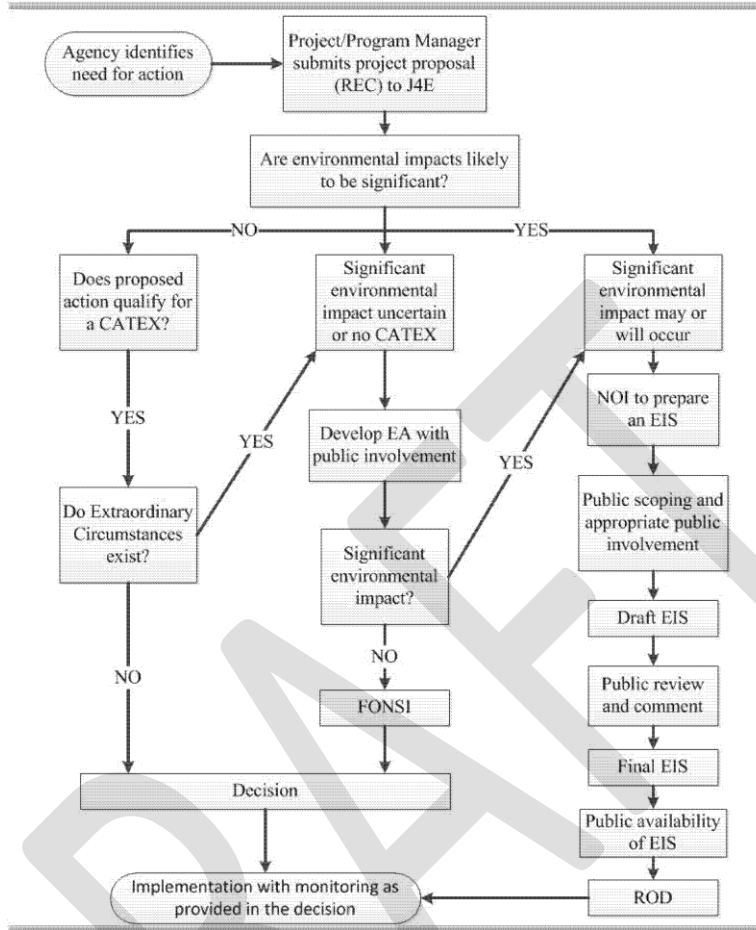 Agency identifies
need for action
Project/Program Manager
submits project proposal
(REC) to J4E
Are environmental impacts likely
to be significant?
NO
YES
Does proposed
action qualify for
a CATEX?
Significant
environmental
impact uncertain
or no CATEX
Significant
environmental
impact may or
will occur
YES
YES
YES
NOI to prepare
an EIS
Develop EA with
public involvement
Public scoping and
appropriate public
involvement
Do Extraordinary
Circumstances
exist?
Significant
environmental
impact?
Draft EIS
NO
NO
Public review
and comment
FONSI
Final EIS
Decision
Public availability
of EIS
Implementation with monitoring as
provided in the decision
ROD
DRAFT